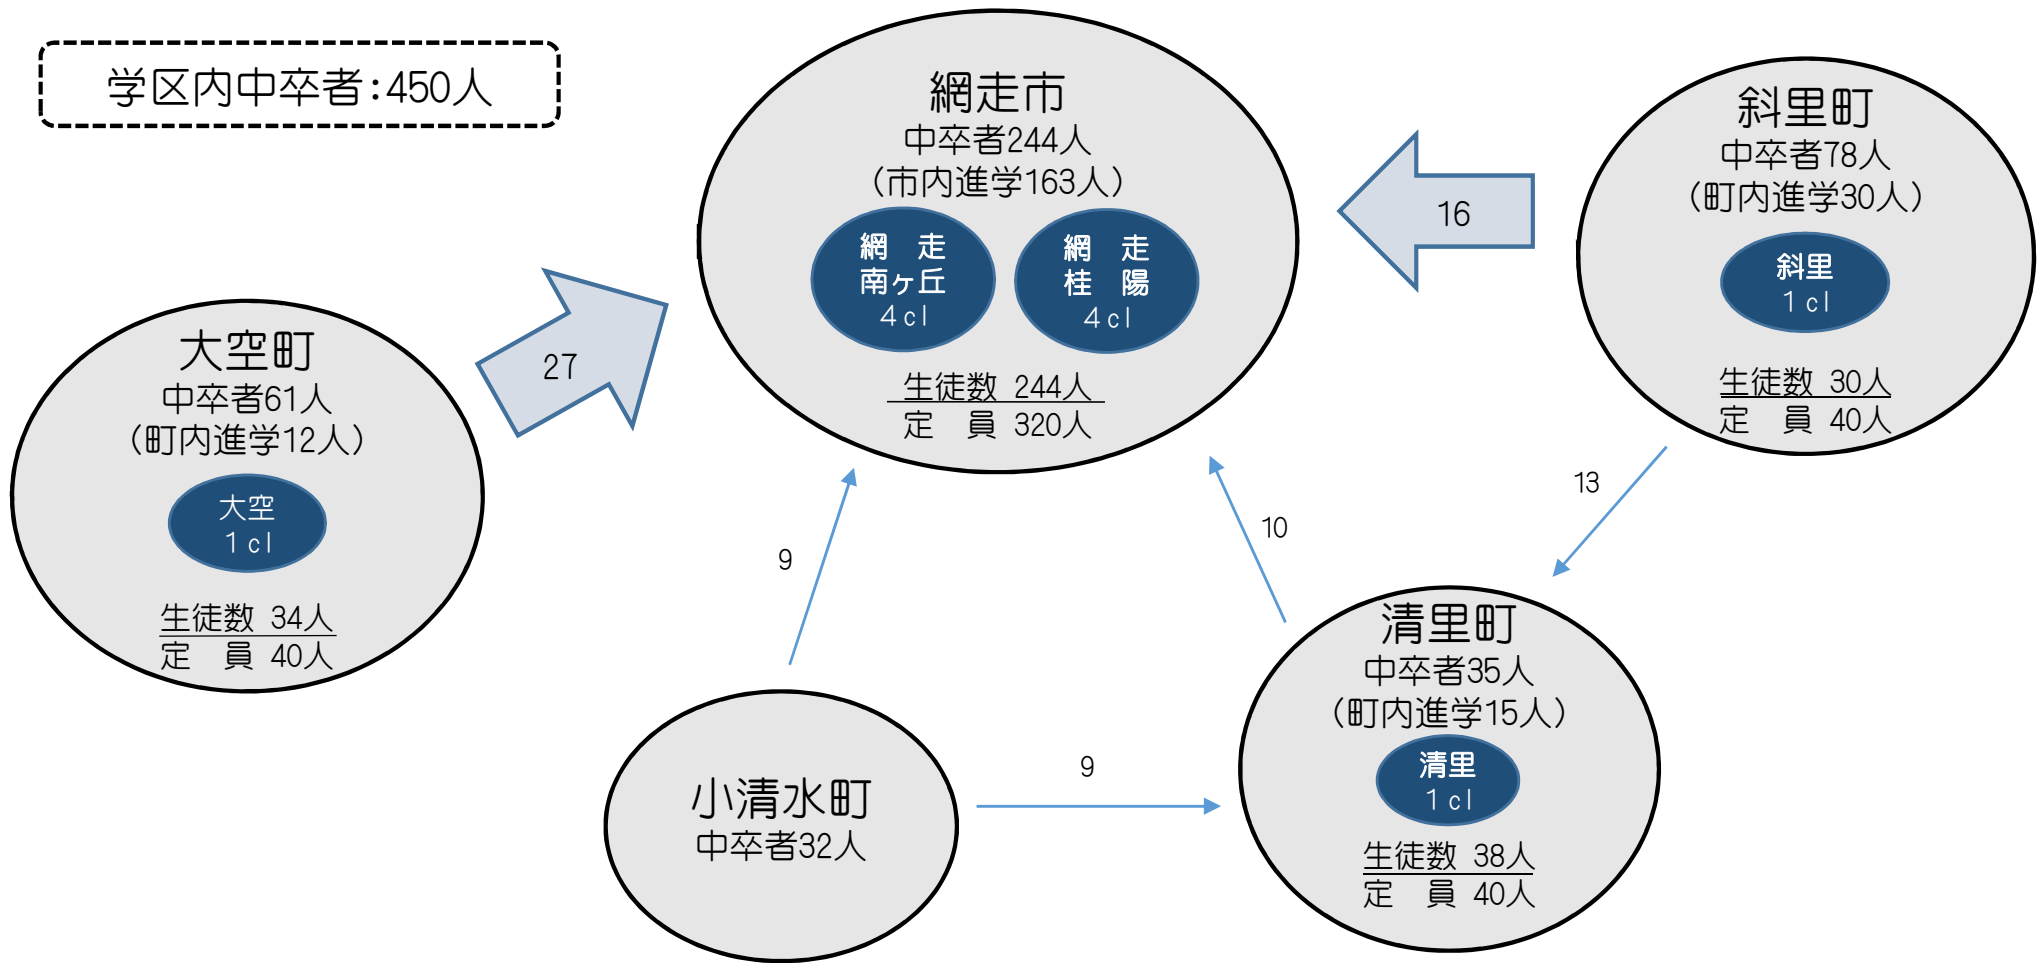 学区内中卒者:450人
網走市
中卒者244人
(市内進学163人)
網　走
南ヶ丘
4cl
網　走
桂　陽
4cl
生徒数 244人
定　員 320人
斜里町
中卒者78人
(町内進学30人)
斜里
1cl
生徒数 30人
定　員 40人
16
27
大空町
中卒者61人
(町内進学12人)
大空
1cl
生徒数 34人
定　員 40人
9
10
13
清里町
中卒者35人
(町内進学15人)
清里
1cl
生徒数 38人
定　員 40人
9
小清水町
中卒者32人